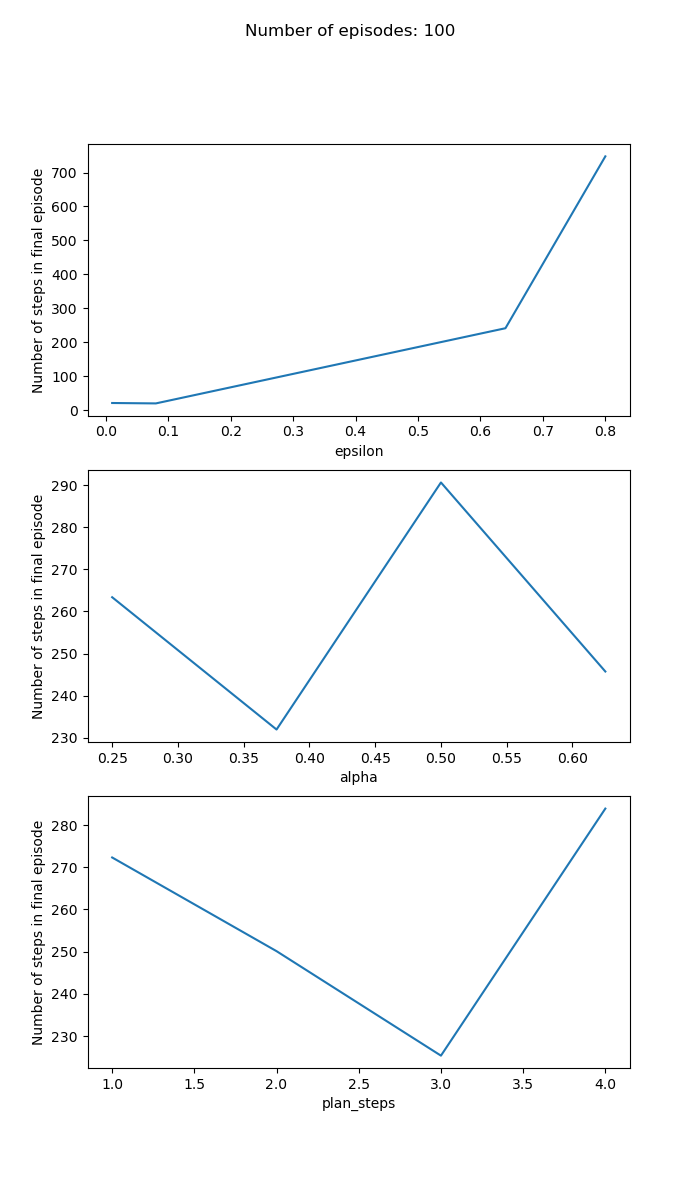 Number of episodes: 100
Number of steps in final episode
700
600
500
400
300
200
100
0
0.0 0.1 0.2 0.3 0.4 0.5 0.6 0.7 0.8
epsilon
Number of steps in final episode
290
280
270
260
250
240
230
0.25 0.30 0.35 0.40 0.45 0.50 0.55 0.60
alpha
Number of steps in final episode
280
270
260
250
240
230
1.0 1.5 2.0 2.5 3.0 3.5 4.0
plan_steps